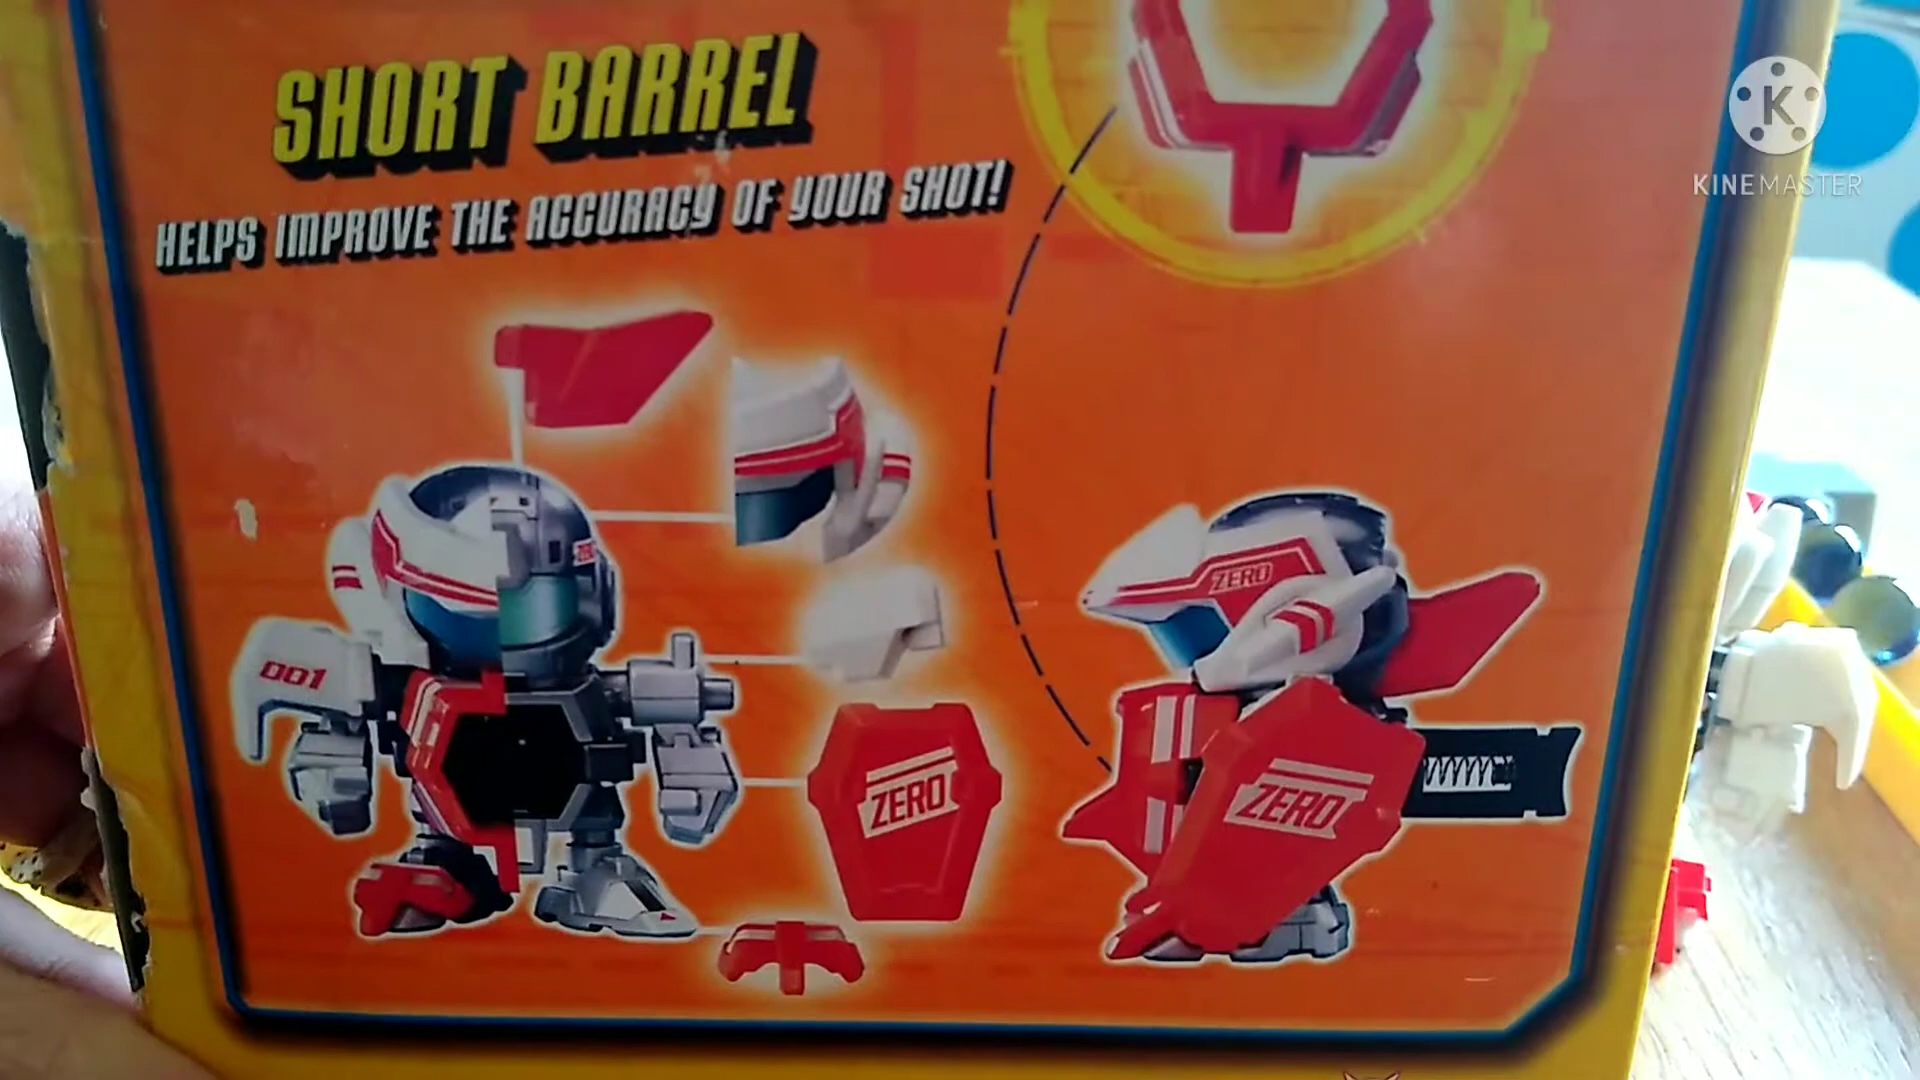 SHORT BARREL
HELPS IMPROVE THE ACCURACY OF YOUR SHOT!
K
KINEMASTER
ZERO
ZERO
001
ZERO
ZERO